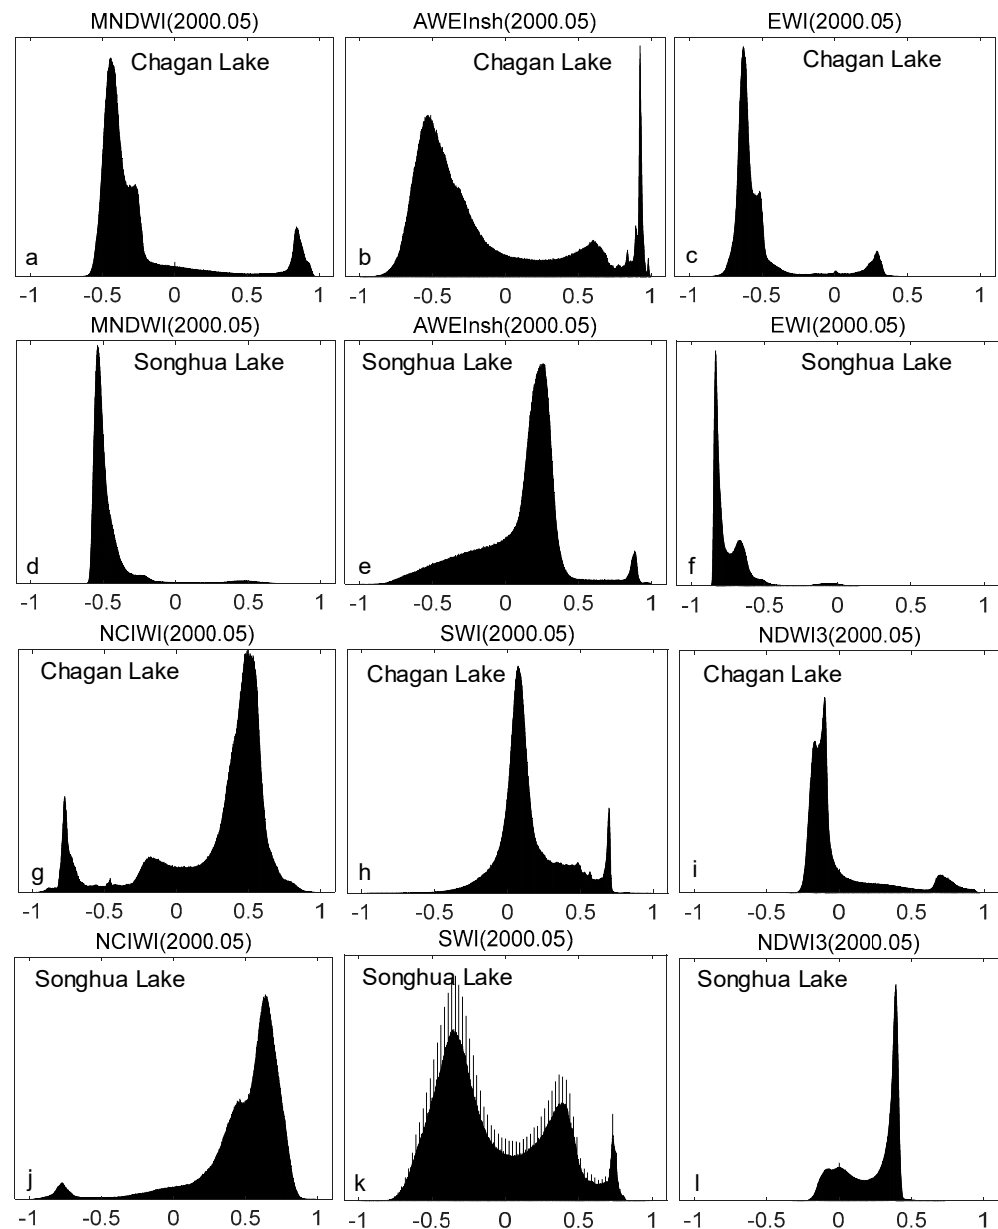 MNDWI(2000.05) AWEInsh(2000.05) EWI(2000.05)
Chagan Lake Chagan Lake Chagan Lake
a b c
-1 -0.5 0 0.5 1 -1 -0.5 0 0.5 1 -1 -0.5 0 0.5 1
MNDWI(2000.05) AWEInsh(2000.05) EWI(2000.05)
Songhua Lake Songhua Lake Songhua Lake
d e f
-1 -0.5 0 0.5 1 -1 -0.5 0 0.5 1 -1 -0.5 0 0.5 1
NCIWI(2000.05) SWI(2000.05) NDWI3(2000.05)
Chagan Lake Chagan Lake Chagan Lake
g h i
-1 -0.5 0 0.5 1 -1 -0.5 0 0.5 1 -1 -0.5 0 0.5 1
NCIWI(2000.05) SWI(2000.05) NDWI3(2000.05)
Songhua Lake Songhua Lake Songhua Lake
j k l
-1 -0.5 0 0.5 1 -1 -0.5 0 0.5 1 -1 -0.5 0 0.5 1